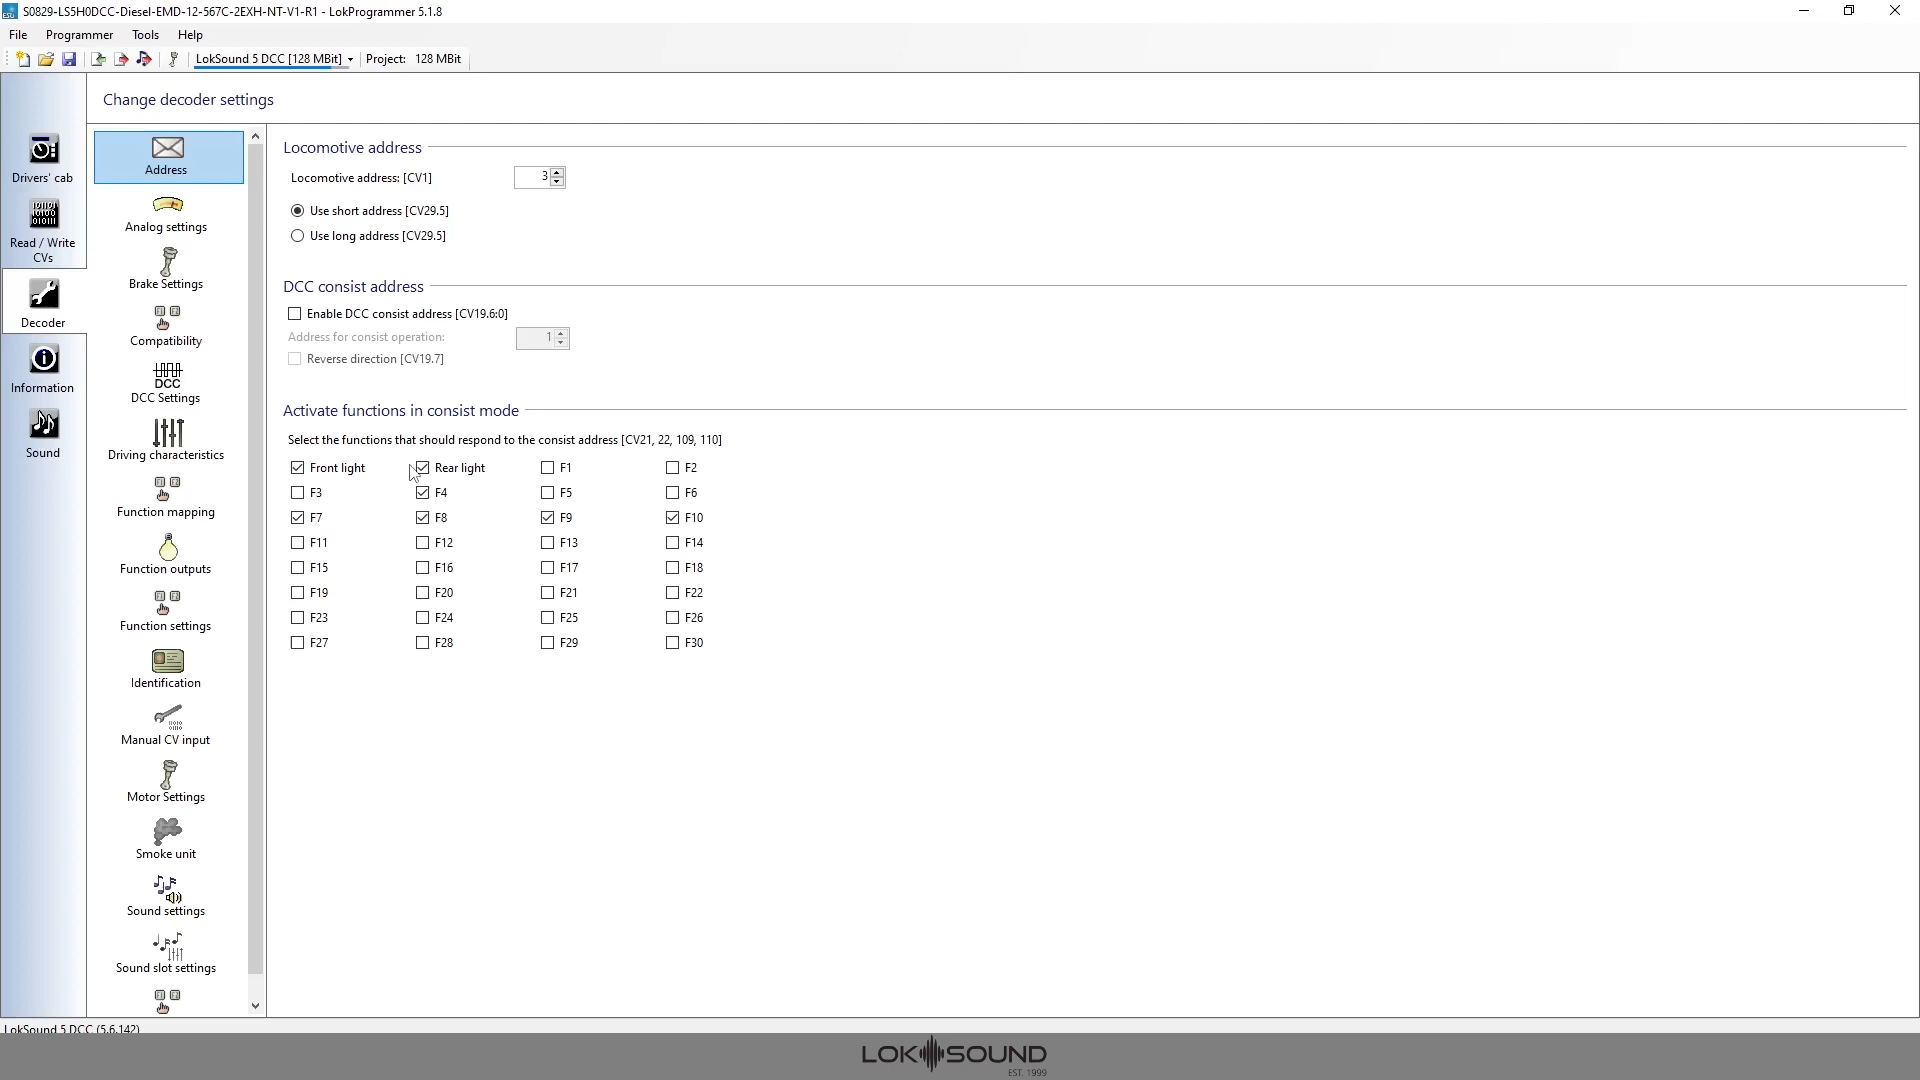 S0829-LS5H0DCC-Diesel-EMD-12-567C-2EXH-NT-V1-R1 - LokProgrammer 5.1.8
File Programmer Tools Help
LokSound 5 DCC [128 MBit] Project: 128 MBit
Change decoder settings
Drivers' cab
Read / Write
CVs
Decoder
Information
Sound
Address
Analog settings
Brake Settings
Compatibility
DCC
DCC Settings
Driving characteristics
Function mapping
Function outputs
Function settings
Identification
Manual CV input
Motor Settings
Smoke unit
Sound settings
Sound slot settings
Locomotive address
Locomotive address: [CV1] 3
Use short address [CV29.5]
Use long address [CV29.5]
DCC consist address
Enable DCC consist address [CV19.6:0]
Address for consist operation: 1
Reverse direction [CV19.7]
Activate functions in consist mode
Select the functions that should respond to the consist address [CV21, 22, 109, 110]
Front light Rear light F1 F2
F3 F4 F5 F6
F7 F8 F9 F10
F11 F12 F13 F14
F15 F16 F17 F18
F19 F20 F21 F22
F23 F24 F25 F26
F27 F28 F29 F30
LokSound 5 DCC (5.6.142)
LOKSOUND
EST. 1999